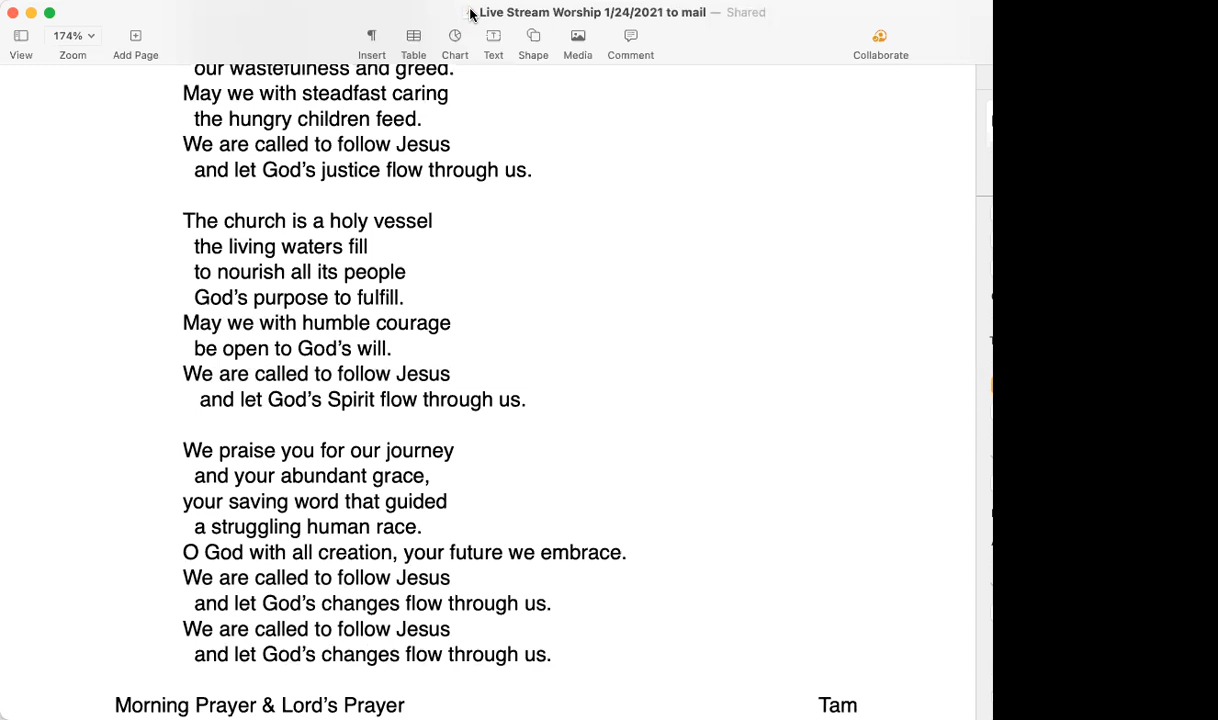 Live Stream Worship 1/24/2021 to mail — Shared
174%
View Zoom Add Page Insert Table Chart Text Shape Media Comment Collaborate
our wastefulness and greed.
May we with steadfast caring
the hungry children feed.
We are called to follow Jesus
and let God's justice flow through us.
The church is a holy vessel
the living waters fill
to nourish all its people
God's purpose to fulfill.
May we with humble courage
be open to God's will.
We are called to follow Jesus
and let God's Spirit flow through us.
We praise you for our journey
and your abundant grace,
your saving word that guided
a struggling human race.
O God with all creation, your future we embrace.
We are called to follow Jesus
and let God's changes flow through us.
We are called to follow Jesus
and let God's changes flow through us.
Morning Prayer & Lord's Prayer Tam